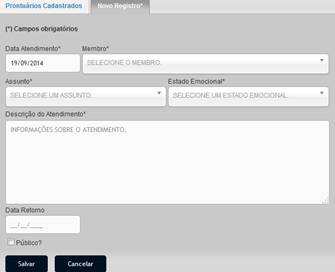 Prontuários Cadastrados Novo Registro*
(*) Campos obrigatórios
Data Atendimento* Membro*
19/09/2014 SELECIONE O MEMBRO.
Assunto* Estado Emocional*
SELECIONE UM ASSUNTO. SELECIONE UM ESTADO EMOCIONAL.
Descrição do Atendimento*
INFORMAÇÕES SOBRE O ATENDIMENTO.
Data Retorno
__/__/____
Público?
Salvar Cancelar